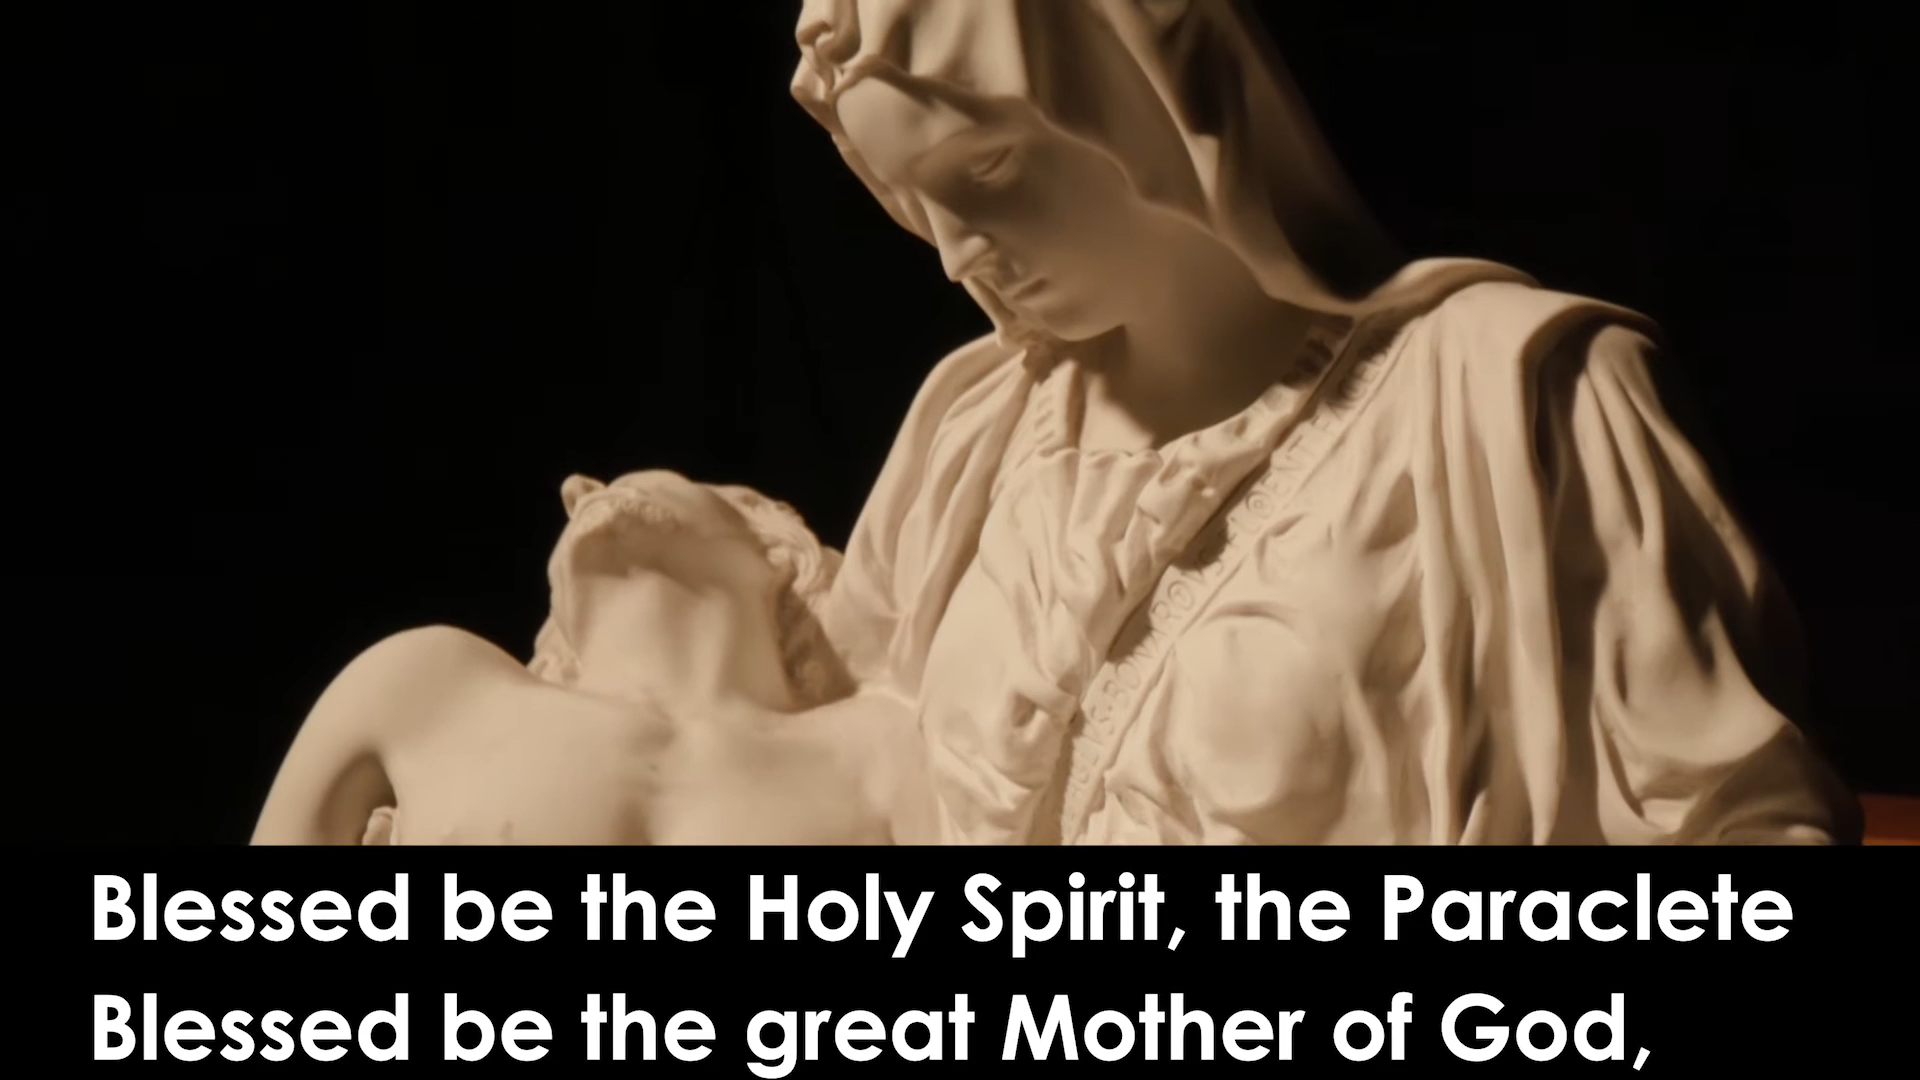 Blessed be the Holy Spirit, the Paraclete
Blessed be the great Mother of God,